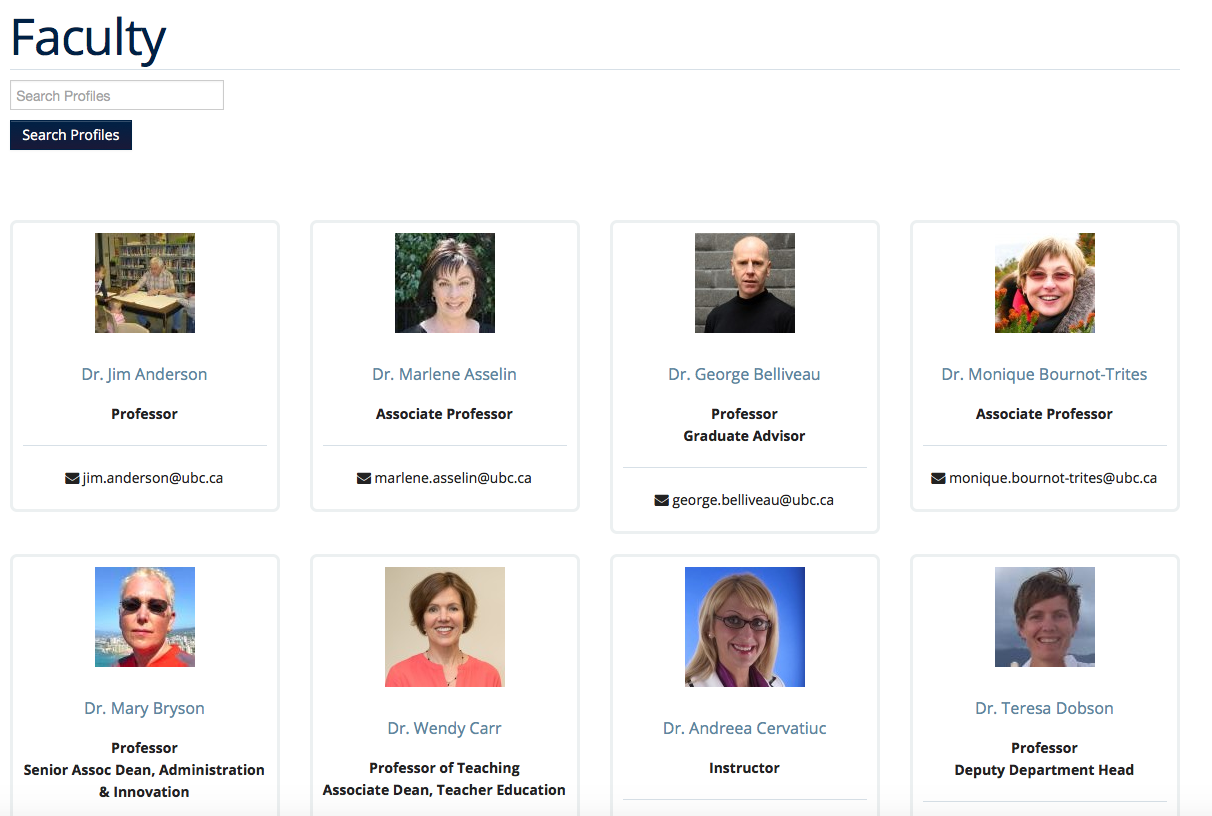 Faculty
Search Profiles
Search Profiles
Dr. Jim Anderson
Professor
jim.anderson@ubc.ca
Dr. Marlene Asselin
Associate Professor
marlene.asselin@ubc.ca
Dr. George Belliveau
Professor
Graduate Advisor
george.belliveau@ubc.ca
Dr. Monique Bournot-Trites
Associate Professor
monique.bournot-trites@ubc.ca
Dr. Mary Bryson
Professor
Senior Assoc Dean, Administration
& Innovation
Dr. Wendy Carr
Professor of Teaching
Associate Dean, Teacher Education
Dr. Andreea Cervatiuc
Instructor
Dr. Teresa Dobson
Professor
Deputy Department Head